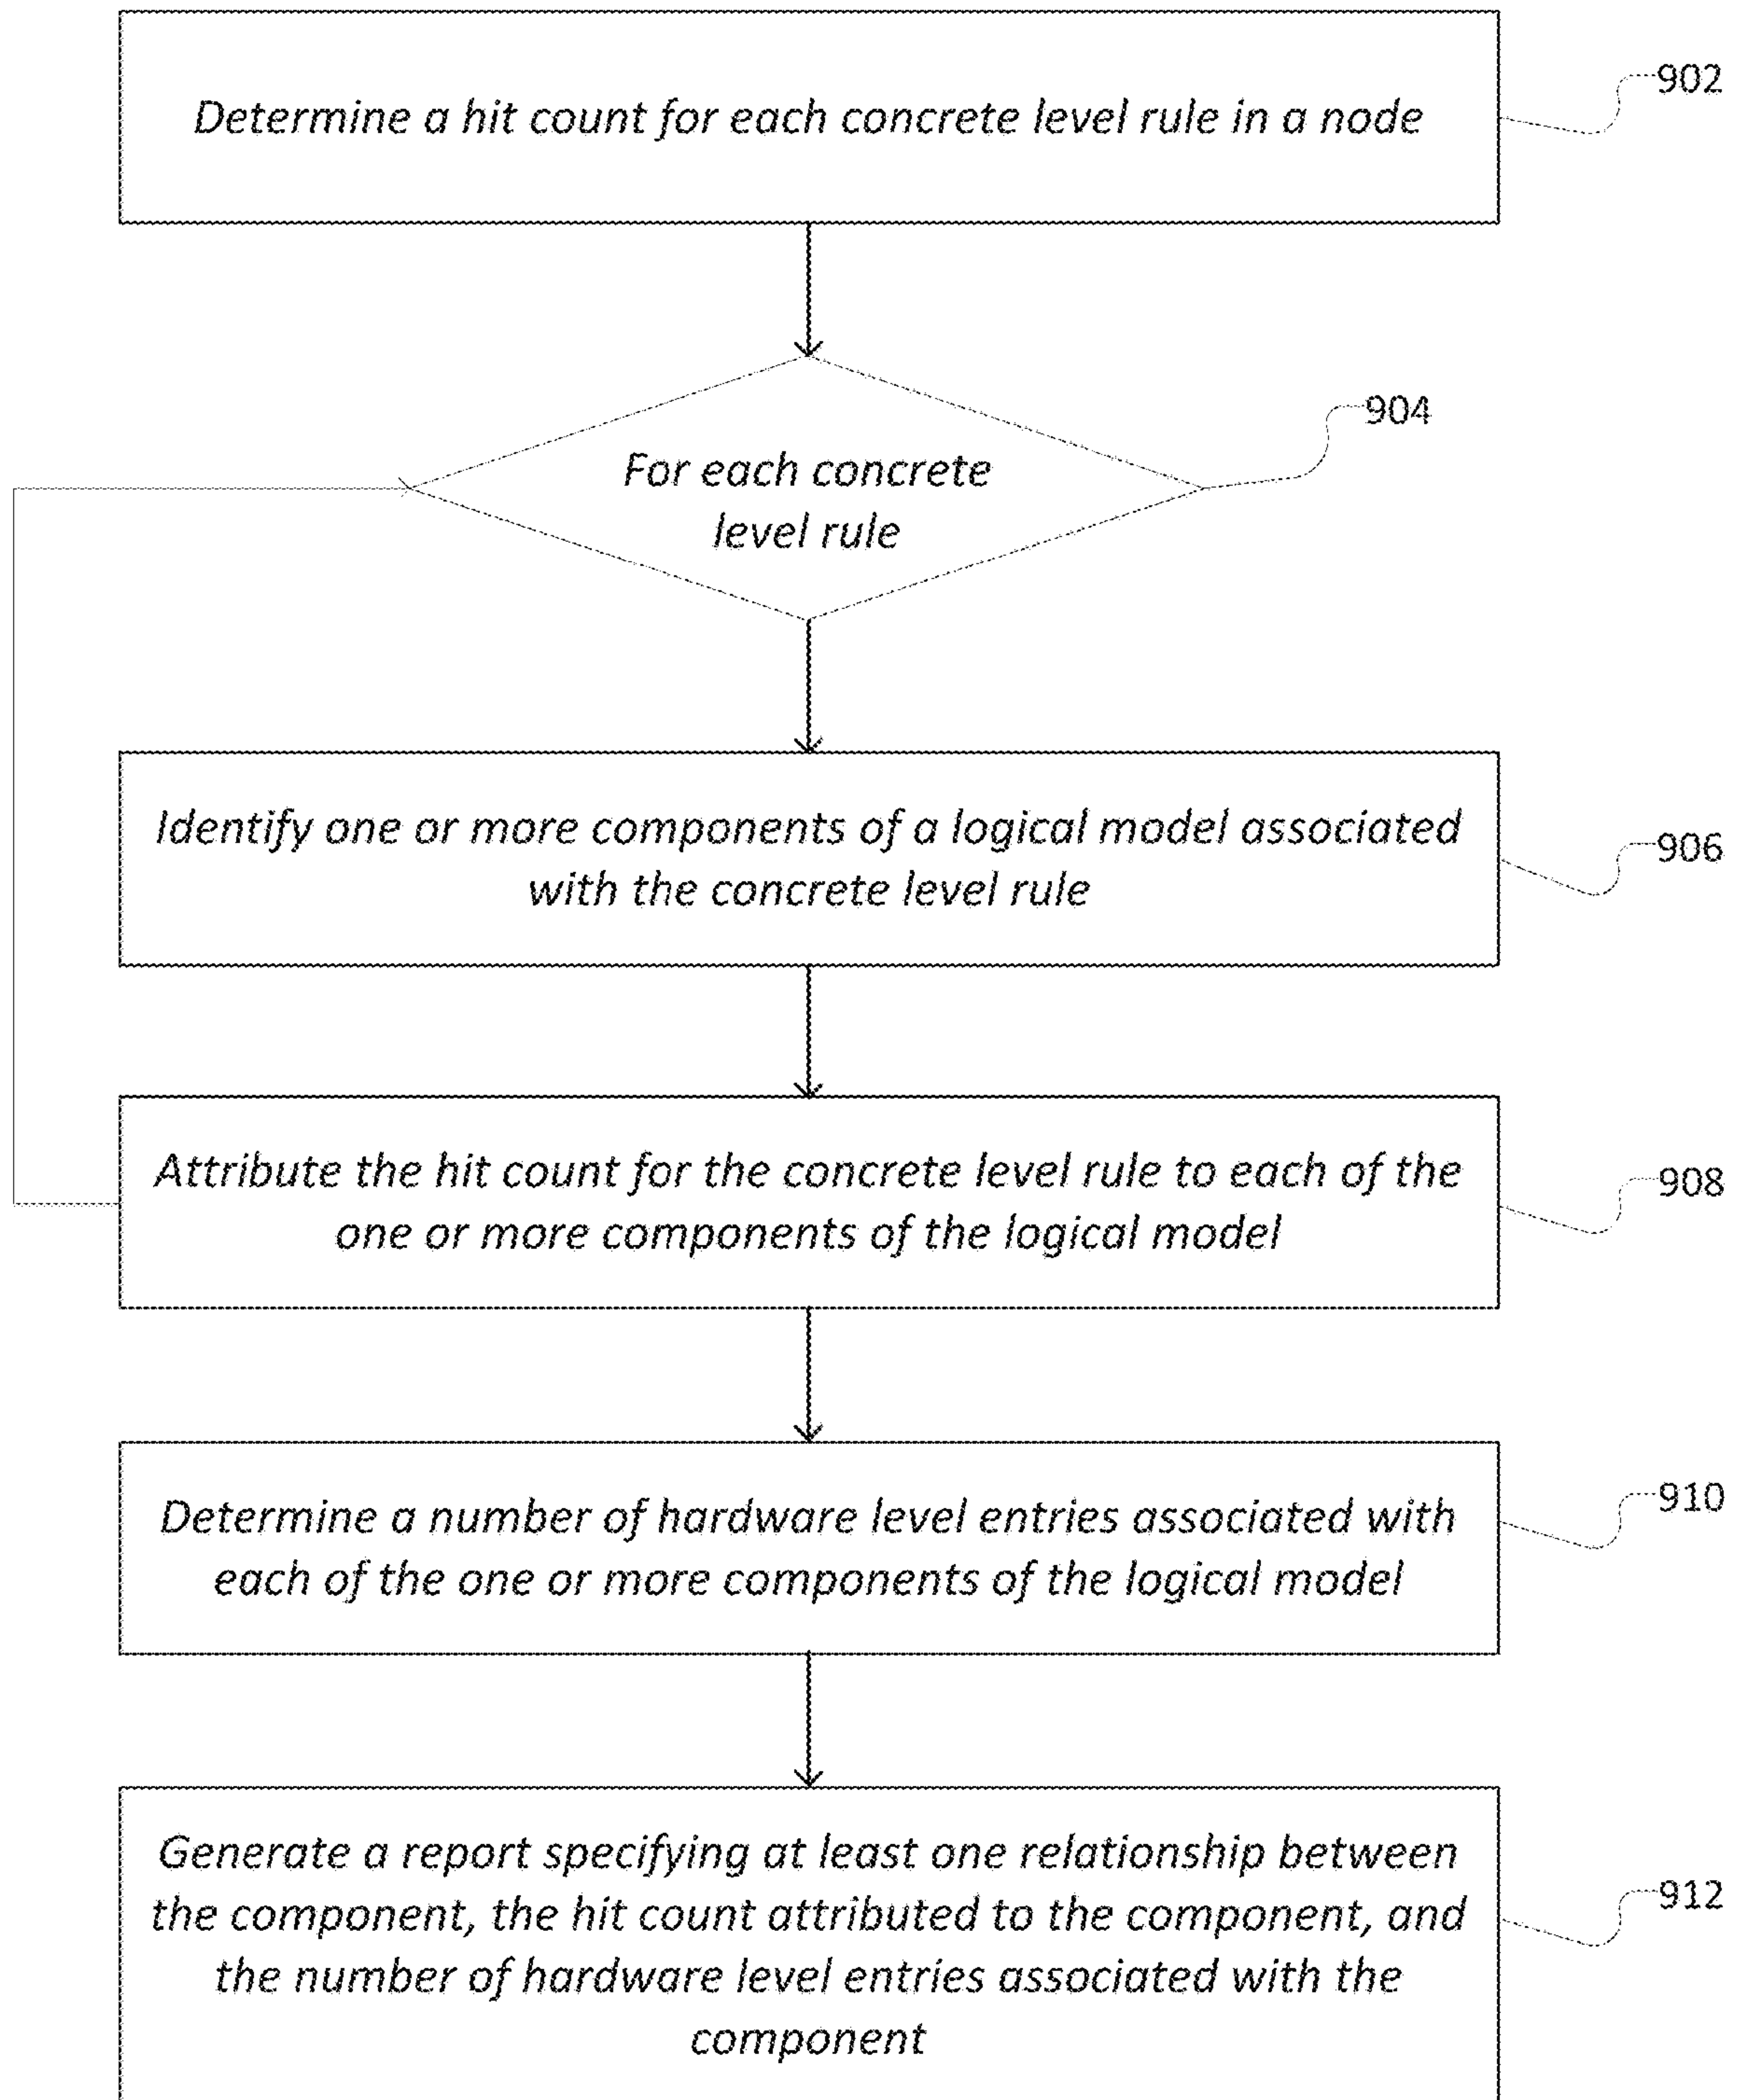 Determine a hit count for each concrete level rule in a node
902
For each concrete
level rule
904
Identify one or more components of a logical model associated
with the concrete level rule
906
Attribute the hit count for the concrete level rule to each of the
one or more components of the logical model
908
Determine a number of hardware level entries associated with
each of the one or more components of the logical model
910
Generate a report specifying at least one relationship between
the component, the hit count attributed to the component, and
the number of hardware level entries associated with the
component
912